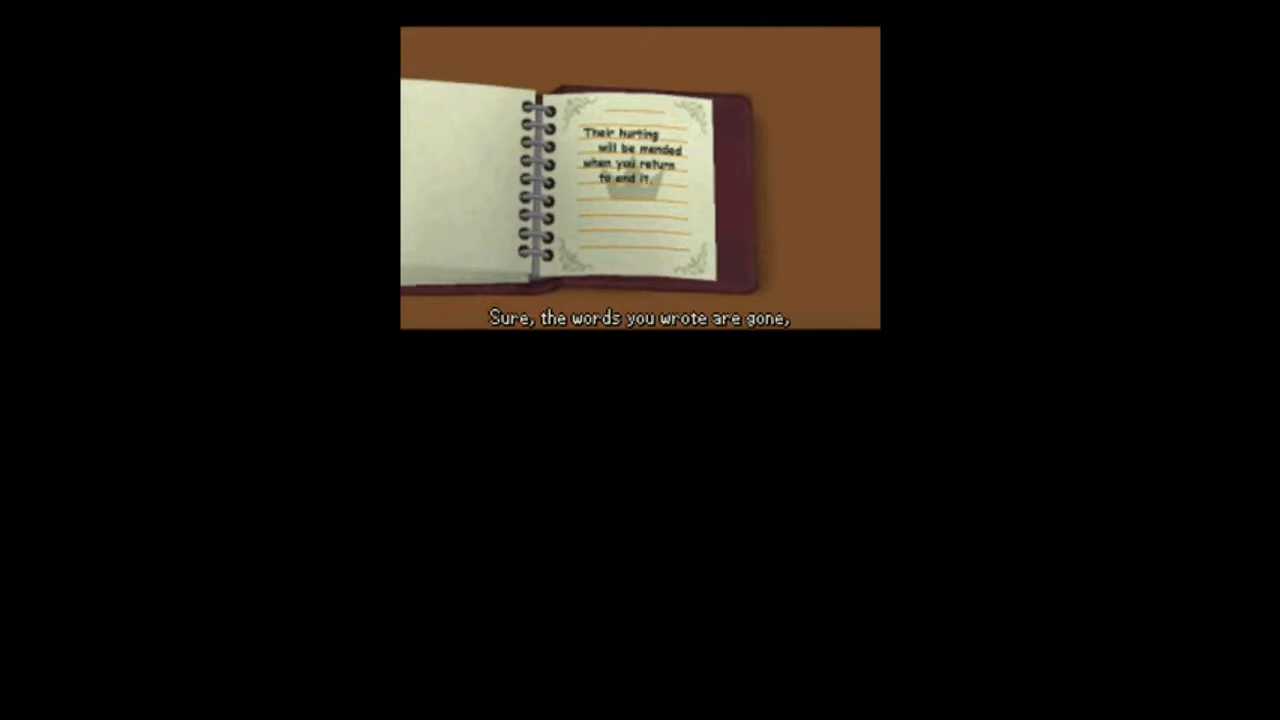 Their hurting
will be mended
when you return
to end it.
Sure, the words you wrote are gone,